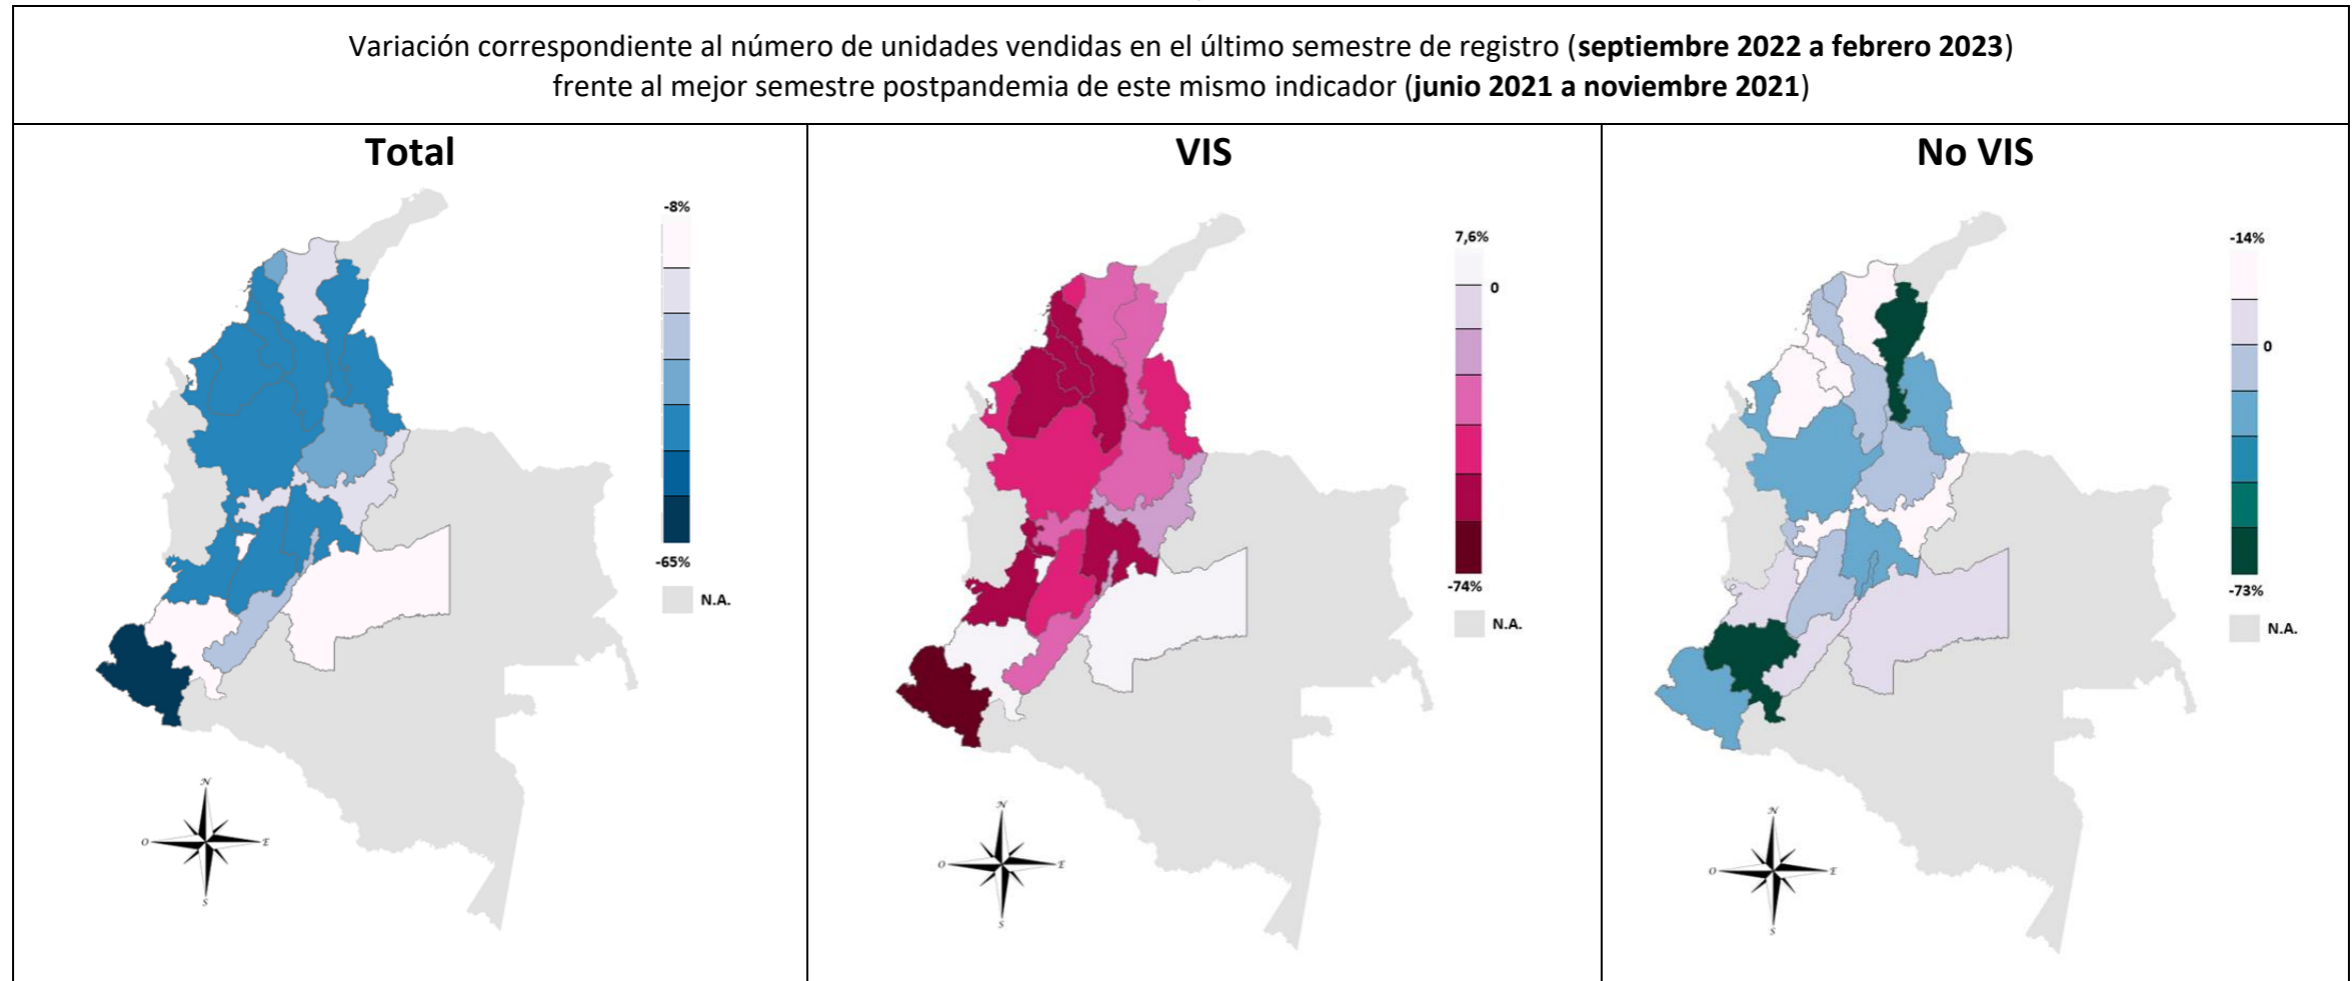 Variación correspondiente al número de unidades vendidas en el último semestre de registro (septiembre 2022 a febrero 2023)
frente al mejor semestre postpandemia de este mismo indicador (junio 2021 a noviembre 2021)
Total
-8%
-65%
N.A.
N
O
E
S
VIS
7,6%
0
-74%
N.A.
N
O
E
S
No VIS
-14%
0
-73%
N.A.
N
O
E
S